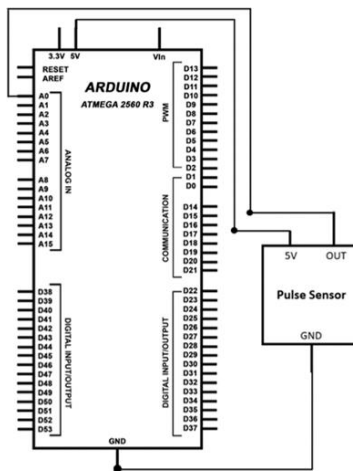 3.3V 5V VIn
RESET
AREF
ARDUINO
ATMEGA 2560 R3
A0
A1
A2
A3
A4
A5
A6
A7
A8
A9
A10
A11
A12
A13
A14
A15
ANALOG IN
D38
D39
D40
D41
D42
D43
D44
D45
D46
D47
D48
D49
D50
D51
D52
D53
DIGITAL INPUT/OUTPUT
D13
D12
D11
D10
D9
D8
D7
D6
D5
D4
D3
D2
D1
D0
PWM
D14
D15
D16
D17
D18
D19
D20
D21
COMMUNICATION
D22
D23
D24
D25
D26
D27
D28
D29
D30
D31
D32
D33
D34
D35
D36
D37
DIGITAL INPUT/OUTPUT
GND
5V OUT
Pulse Sensor
GND